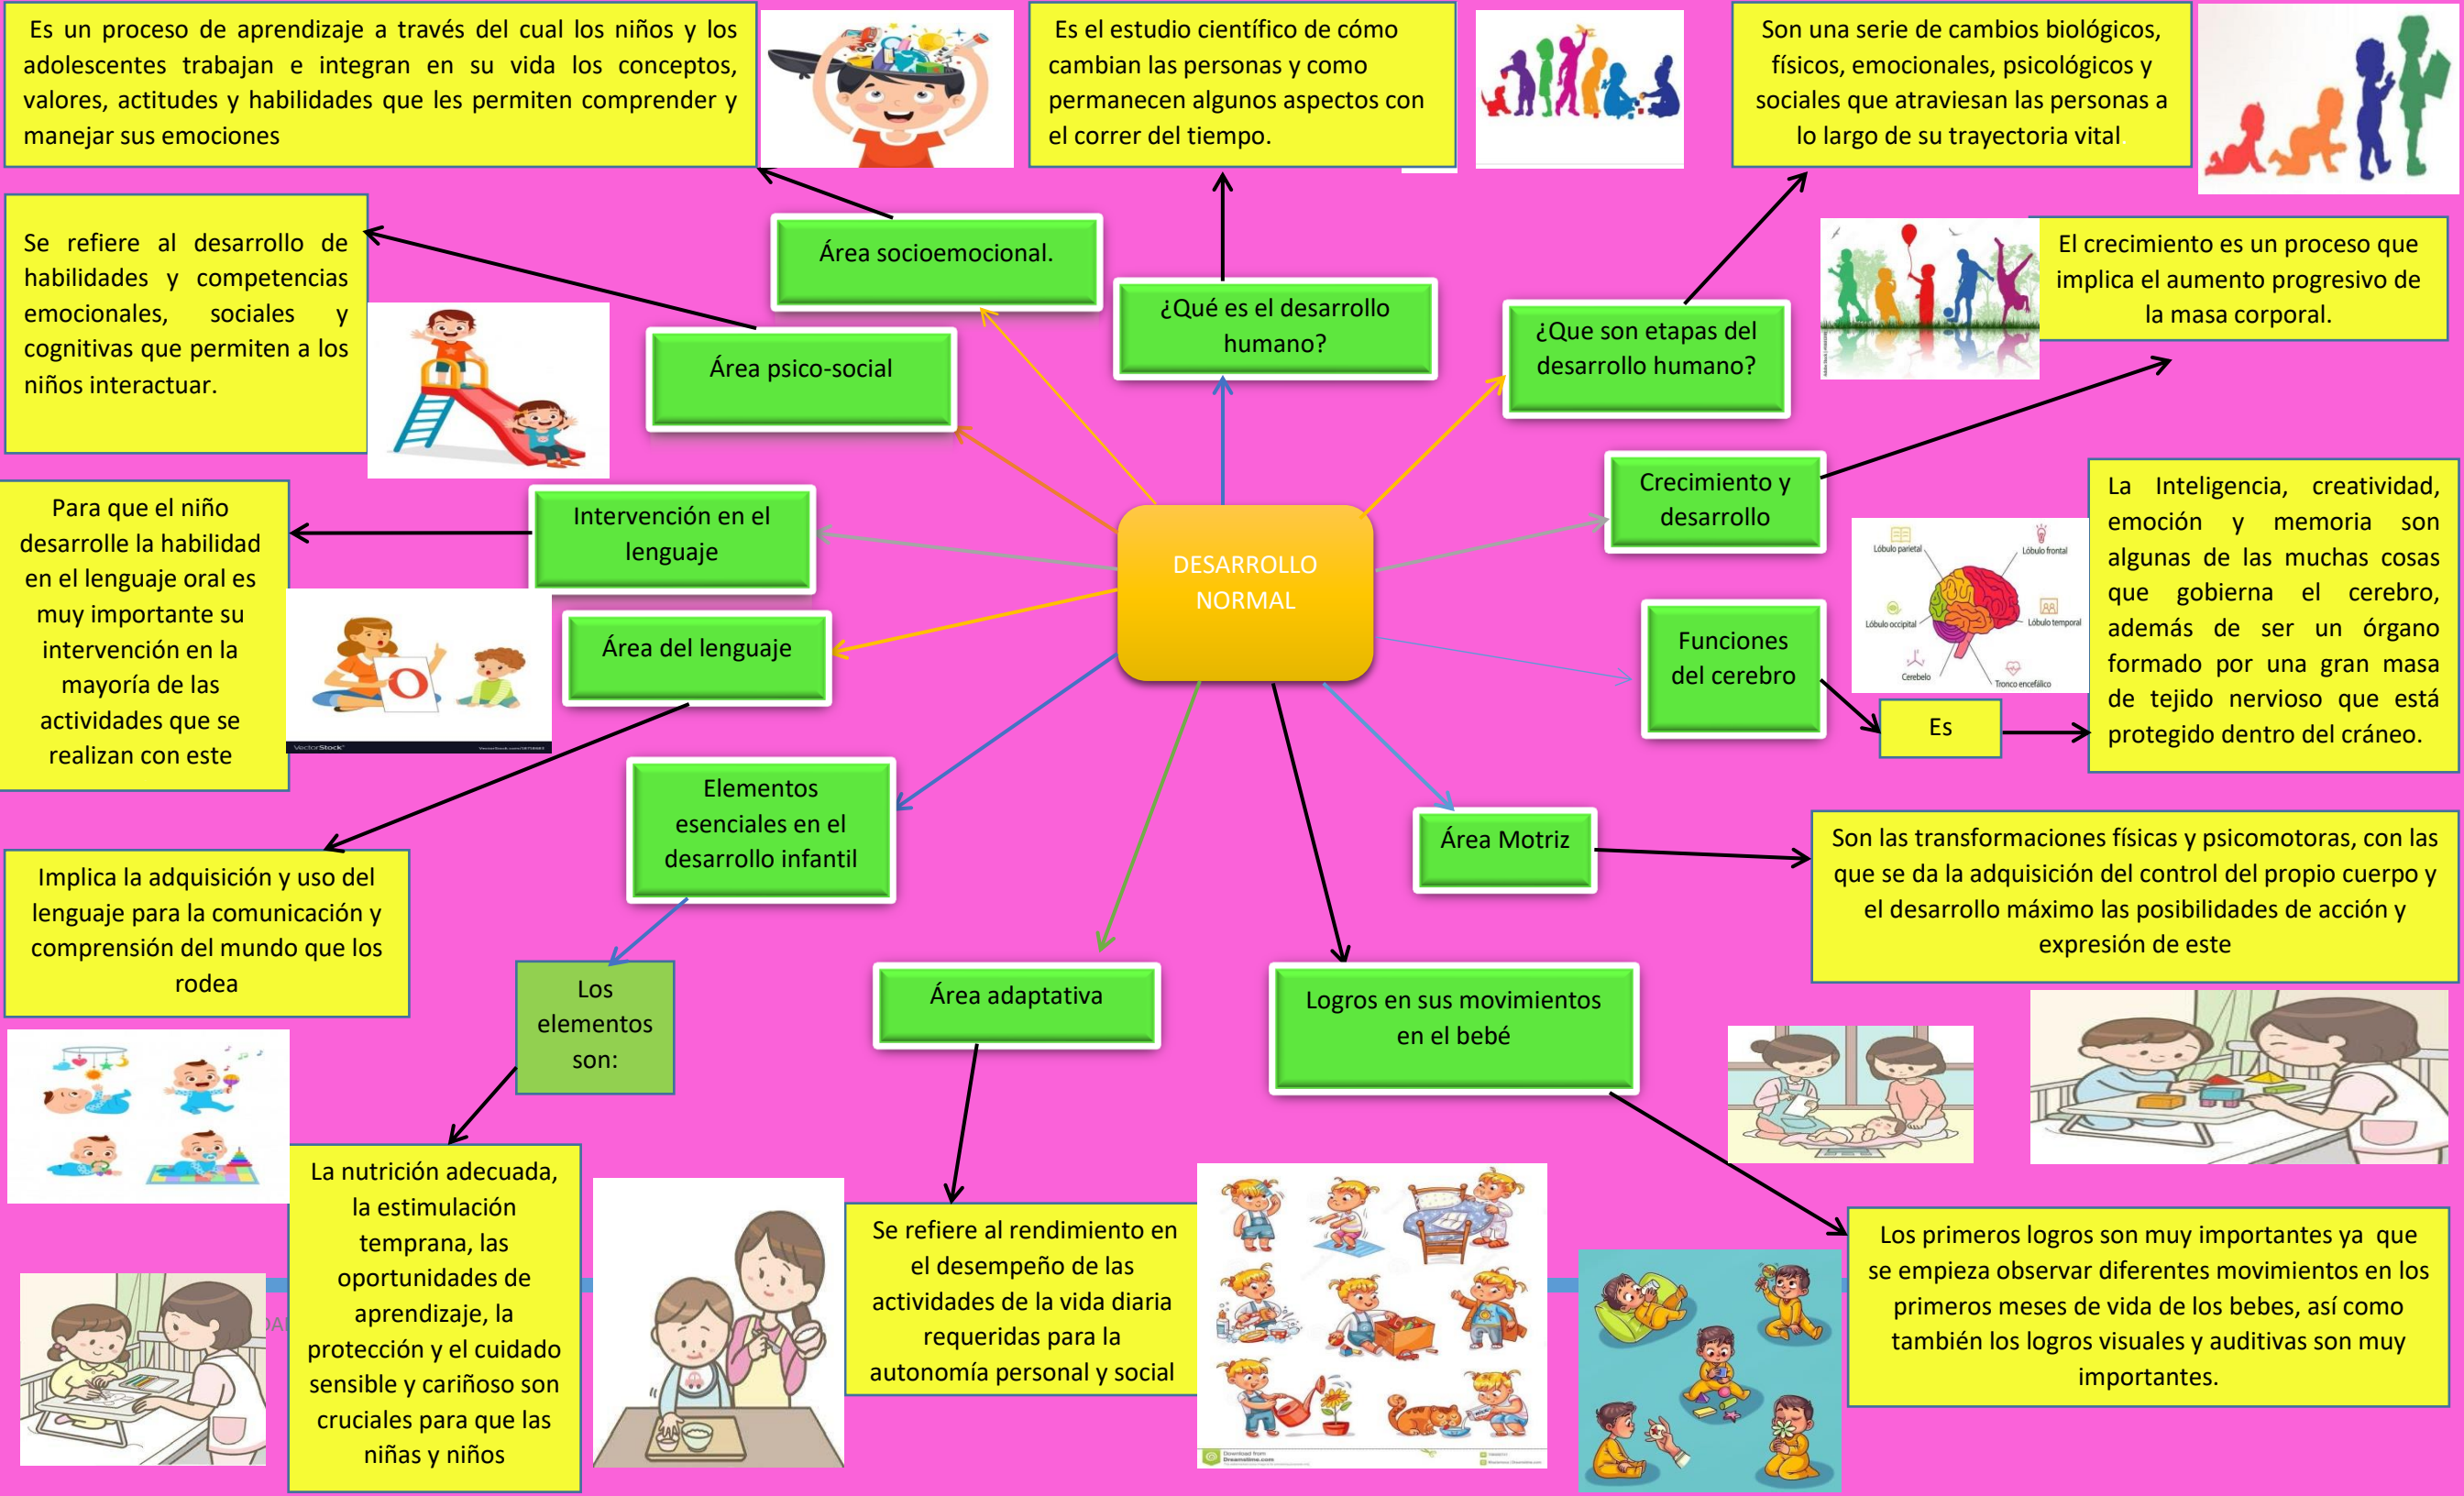 Es un proceso de aprendizaje a través del cual los niños y los
adolescentes trabajan e integran en su vida los conceptos,
valores, actitudes y habilidades que les permiten comprender y
manejar sus emociones
Es el estudio científico de cómo
cambian las personas y como
permanecen algunos aspectos con
el correr del tiempo.
Son una serie de cambios biológicos,
físicos, emocionales, psicológicos y
sociales que atraviesan las personas a
lo largo de su trayectoria vital
Se refiere al desarrollo de
habilidades y competencias
emocionales, sociales y
cognitivas que permiten a los
niños interactuar.
Área socioemocional.
¿Qué es el desarrollo
humano?
¿Que son etapas del
desarrollo humano?
El crecimiento es un proceso que
implica el aumento progresivo de
la masa corporal.
Área psico-social
Crecimiento y
desarrollo
Para que el niño
desarrolle la habilidad
en el lenguaje oral es
muy importante su
intervención en la
mayoría de las
actividades que se
realizan con este
Intervención en el
lenguaje
DESARROLLO
NORMAL
La Inteligencia, creatividad,
emoción y memoria son
algunas de las muchas cosas
que gobierna el cerebro,
además de ser un órgano
formado por una gran masa
de tejido nervioso que está
protegido dentro del cráneo.
Lóbulo parietal
Lóbulo frontal
Lóbulo occipital
Lóbulo temporal
Cerebelo
Tronco encefálico
Área del lenguaje
Funciones
del cerebro
Es
VectorStock
Elementos
esenciales en el
desarrollo infantil
Área Motriz
Son las transformaciones físicas y psicomotoras, con las
que se da la adquisición del control del propio cuerpo y
el desarrollo máximo las posibilidades de acción y
expresión de este
Implica la adquisición y uso del
lenguaje para la comunicación y
comprensión del mundo que los
rodea
Los
elementos
son:
Área adaptativa
Logros en sus movimientos
en el bebé
La nutrición adecuada,
la estimulación
temprana, las
oportunidades de
aprendizaje, la
protección y el cuidado
sensible y cariñoso son
cruciales para que las
niñas y niños
Se refiere al rendimiento en
el desempeño de las
actividades de la vida diaria
requeridas para la
autonomía personal y social
Download from
Dreamstime.com
Los primeros logros son muy importantes ya que
se empieza observar diferentes movimientos en los
primeros meses de vida de los bebes, así como
también los logros visuales y auditivas son muy
importantes.